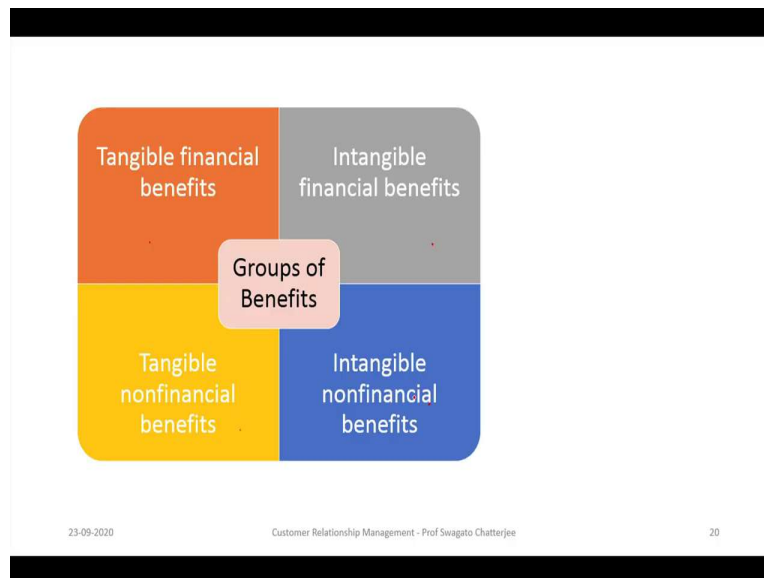 Tangible financial
benefits
Intangible
financial benefits
Groups of
Benefits
Tangible
nonfinancial
benefits
Intangible
nonfinancial
benefits
23-09-2020
Customer Relationship Management - Prof Swagato Chatterjee
20